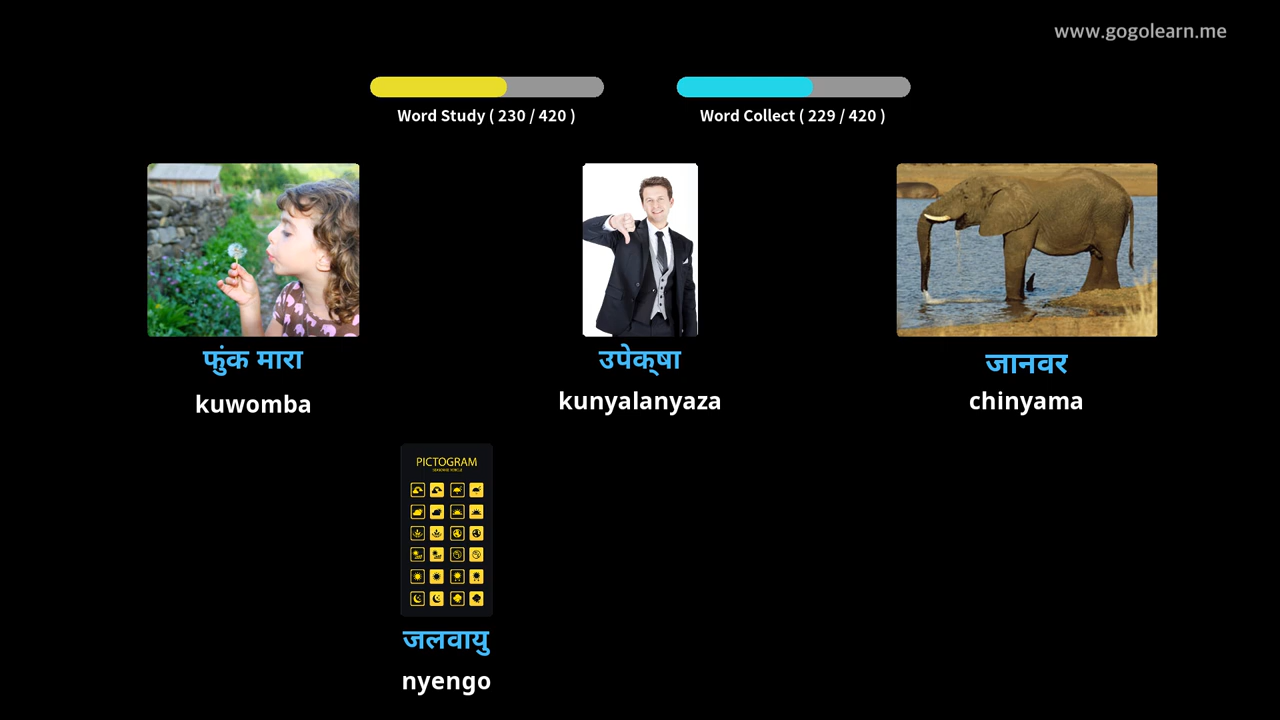 www.gogolearn.me
Word Study ( 230 / 420 )
Word Collect ( 229 / 420 )
फुंक मारा
उपेक्षा
जानवर
kuwomba
kunyalanyaza
chinyama
PICTOGRAM
जलवायु
nyengo